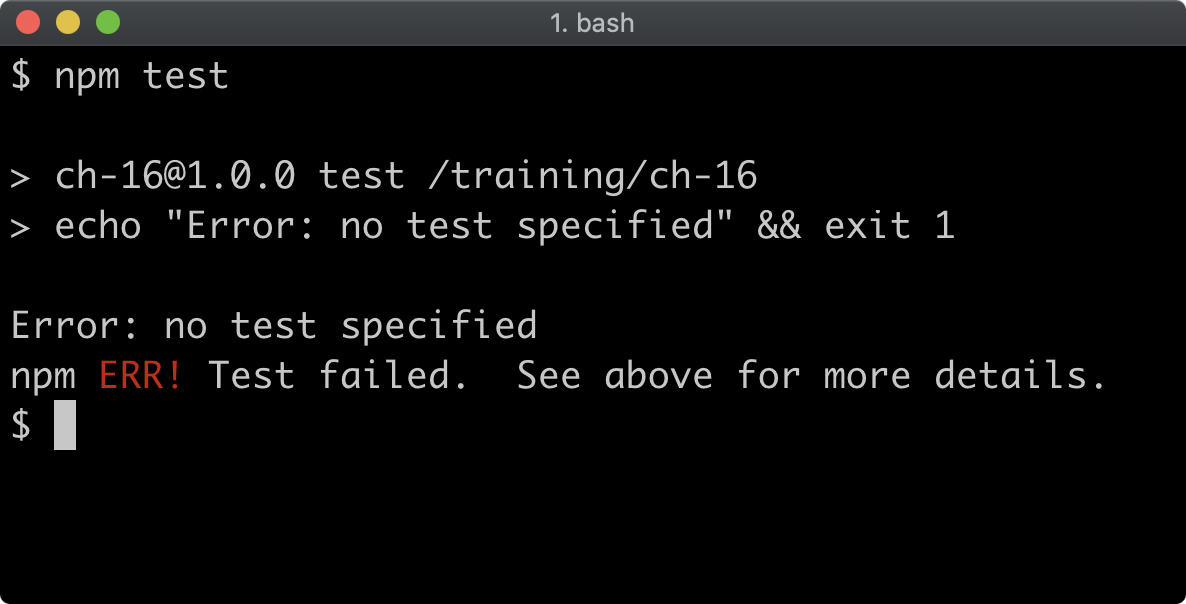 1. bash
$ npm test
> ch-16@1.0.0 test /training/ch-16
> echo "Error: no test specified" && exit 1
Error: no test specified
npm ERR! Test failed.  See above for more details.
$